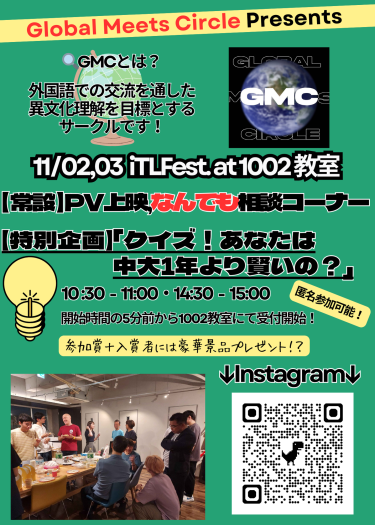 Global Meets Circle Presents
GMCとは？
外国語での交流を通した
異文化理解を目標とする
サークルです！
GLOBAL
MEETS
GMC
CIRCLE
11/02,03 iTLFest. at 1002 教室
【常設】PV上映,なんでも相談コーナー
【特別企画】「クイズ！あなたは
中大1年より賢いの？」
10:30 - 11:00・14:30 - 15:00
匿名参加可能！
開始時間の5分前から1002教室にて受付開始！
参加賞＋入賞者には豪華景品プレゼント!？
↓Instagram↓